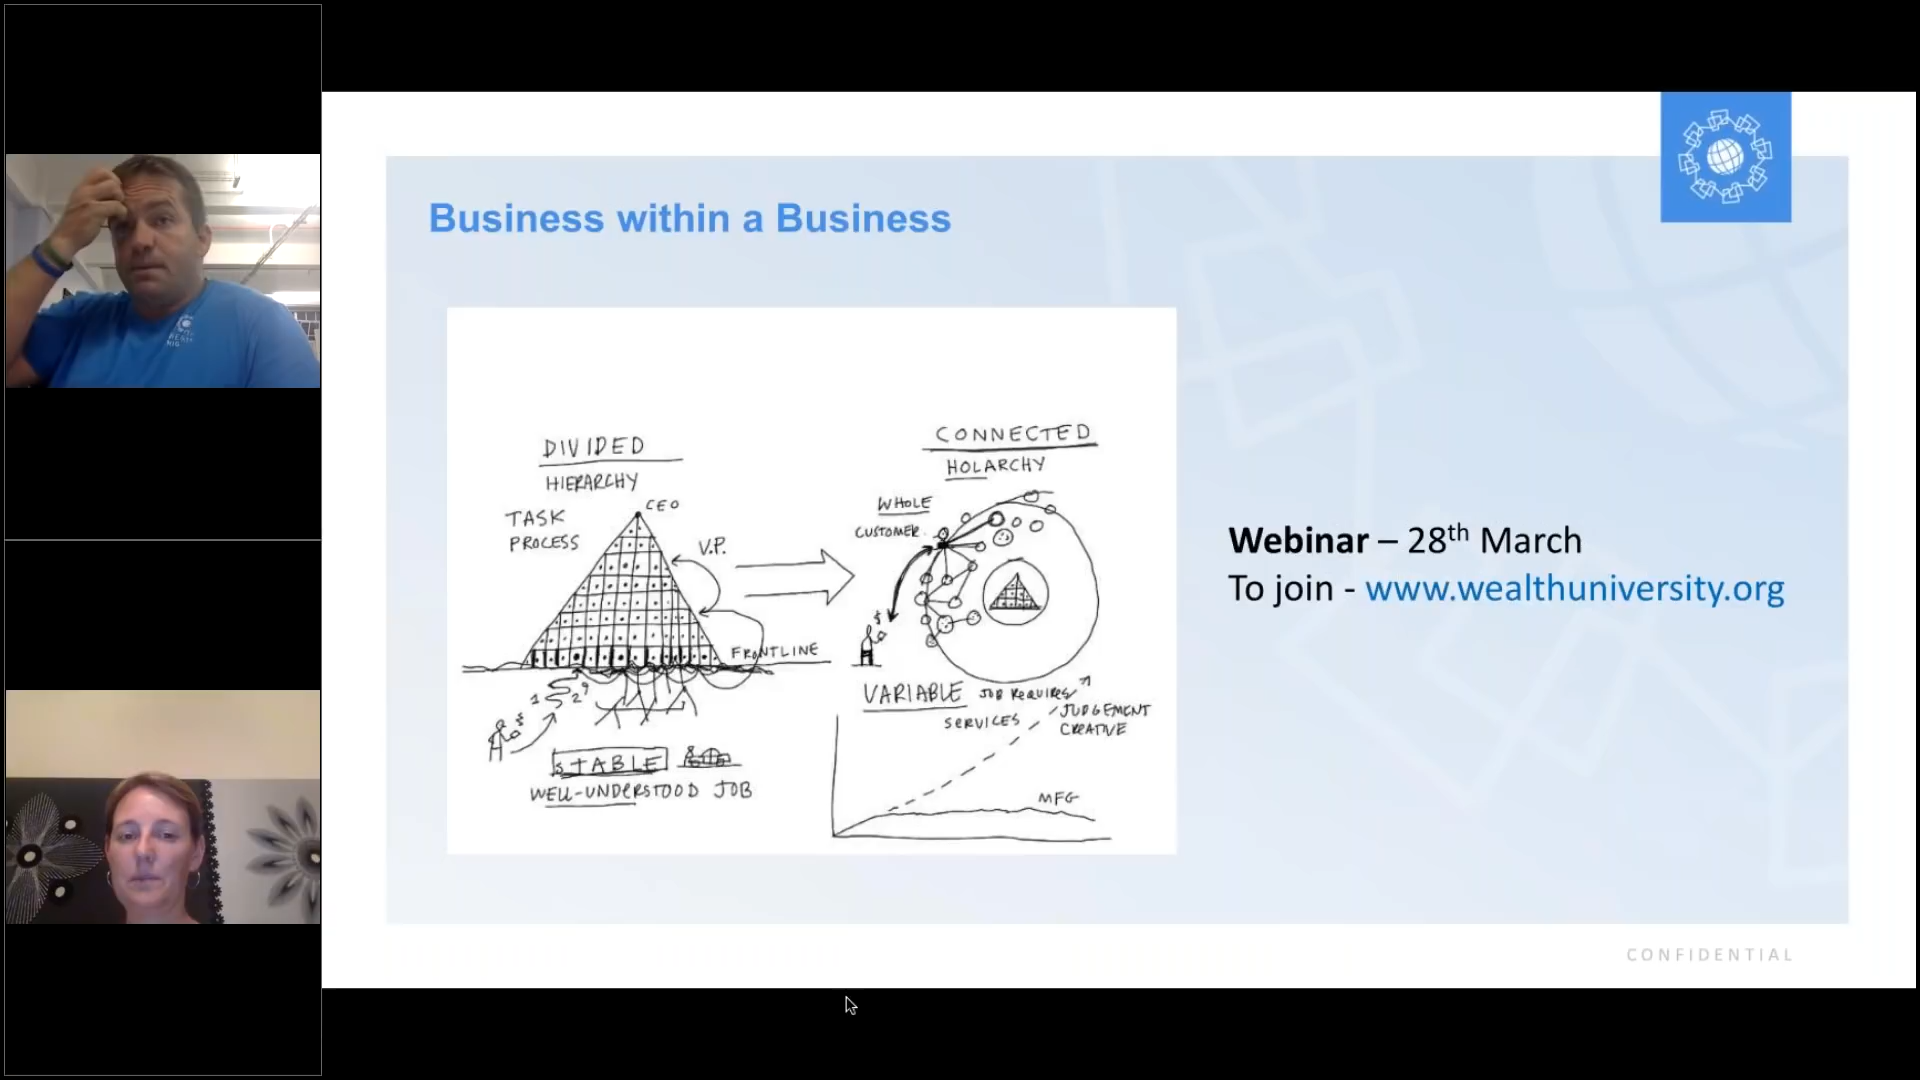 Business within a Business
DIVIDED
HIERARCHY
TASK
PROCESS
CEO
V.P.
FRONTLINE
STABLE
WELL-UNDERSTOOD JOB
CONNECTED
HOLARCHY
WHOLE
CUSTOMER
VARIABLE JOB REQUIRES
SERVICES
JUDGEMENT
CREATIVE
MFG
Webinar – 28th March
To join - www.wealthuniversity.org
CONFIDENTIAL